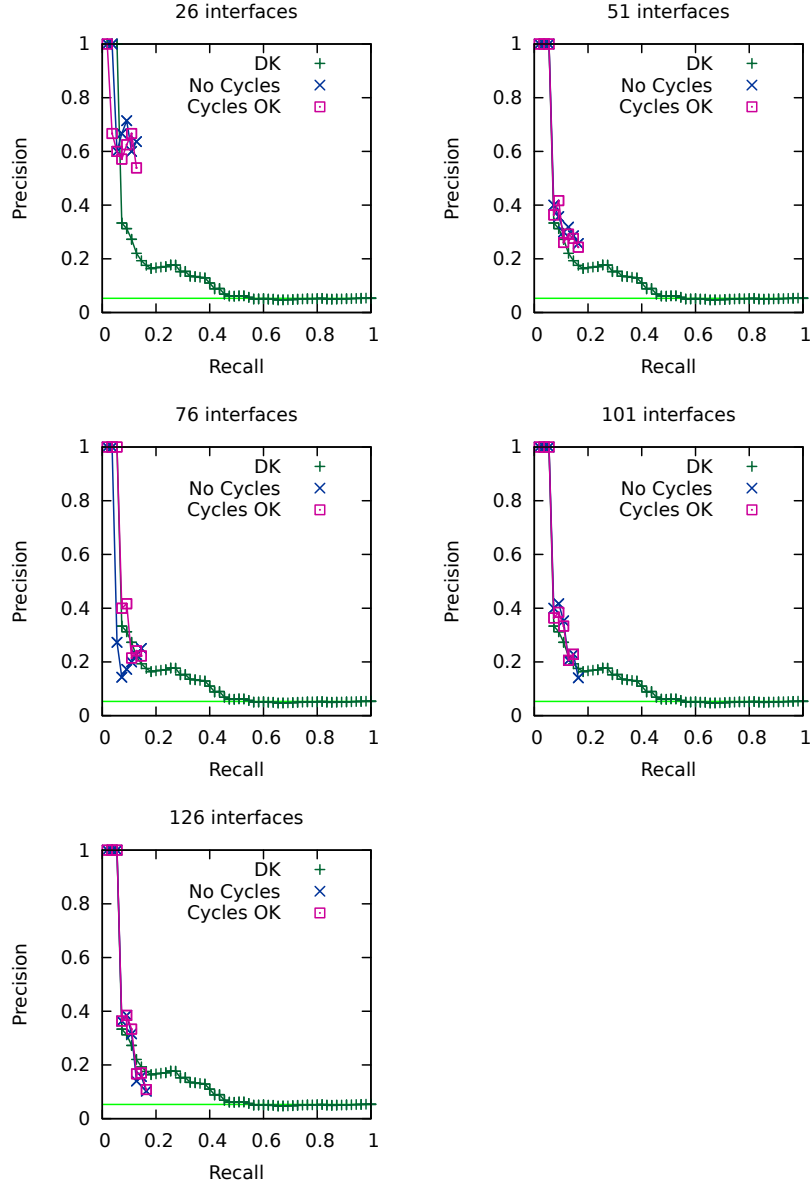 26 interfaces
1
0.8
0.6
0.4
0.2
0
0 0.2 0.4 0.6 0.8 1
Precision
Recall
DK
No Cycles
Cycles OK
51 interfaces
1
0.8
0.6
0.4
0.2
0
0 0.2 0.4 0.6 0.8 1
Precision
Recall
DK
No Cycles
Cycles OK
76 interfaces
1
0.8
0.6
0.4
0.2
0
0 0.2 0.4 0.6 0.8 1
Precision
Recall
DK
No Cycles
Cycles OK
101 interfaces
1
0.8
0.6
0.4
0.2
0
0 0.2 0.4 0.6 0.8 1
Precision
Recall
DK
No Cycles
Cycles OK
126 interfaces
1
0.8
0.6
0.4
0.2
0
0 0.2 0.4 0.6 0.8 1
Precision
Recall
DK
No Cycles
Cycles OK